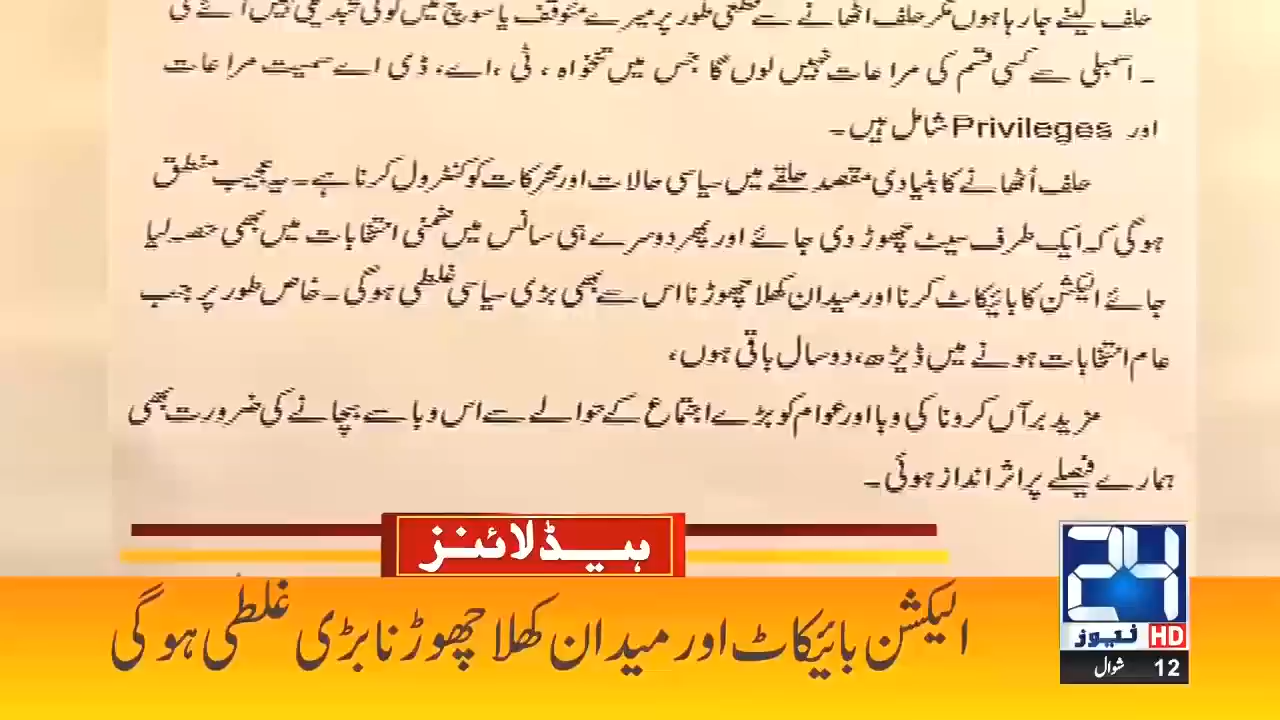 حلف لینے جا رہا ہوں مگر حلف اٹھانے سے قطعی طور پر میرے مؤقف یا سوچ میں کوئی تبدیلی نہیں آئے گی
۔ اسمبلی سے کسی قسم کی مراعات نہیں لوں گا جس میں تنخواہ، ٹی،اے، ڈی اے سمیت مراعات
اور Privileges شامل ہیں۔
حلف اُٹھانے کا بنیادی مقصد حلقے میں سیاسی حالات اور محرکات کو کنٹرول کرنا ہے۔ یہ عجیب منطق
ہوگی کہ ایک طرف سیٹ چھوڑ دی جائے اور پھر دوسرے ہی سانس میں ضمنی انتخابات میں بھی حصہ لیا
جائے الیکشن کا بائیکاٹ کرنا اور میدان کھلا چھوڑنا اس سے بھی بڑی سیاسی غلطی ہوگی۔ خاص طور پر جب
عام انتخابات ہونے میں ڈیڑھ، دو سال باقی ہوں،
مزید برآں کرونا کی وبا اور عوام کو بڑے اجتماع کے حوالے سے اس وبا سے بچانے کی ضرورت بھی
ہمارے فیصلے پر اثر انداز ہوئی۔
ہیڈلائنز
الیکشن بائیکاٹ اور میدان کھلا چھوڑنا بڑی غلطی ہوگی
24
نیوز HD
12 شوال